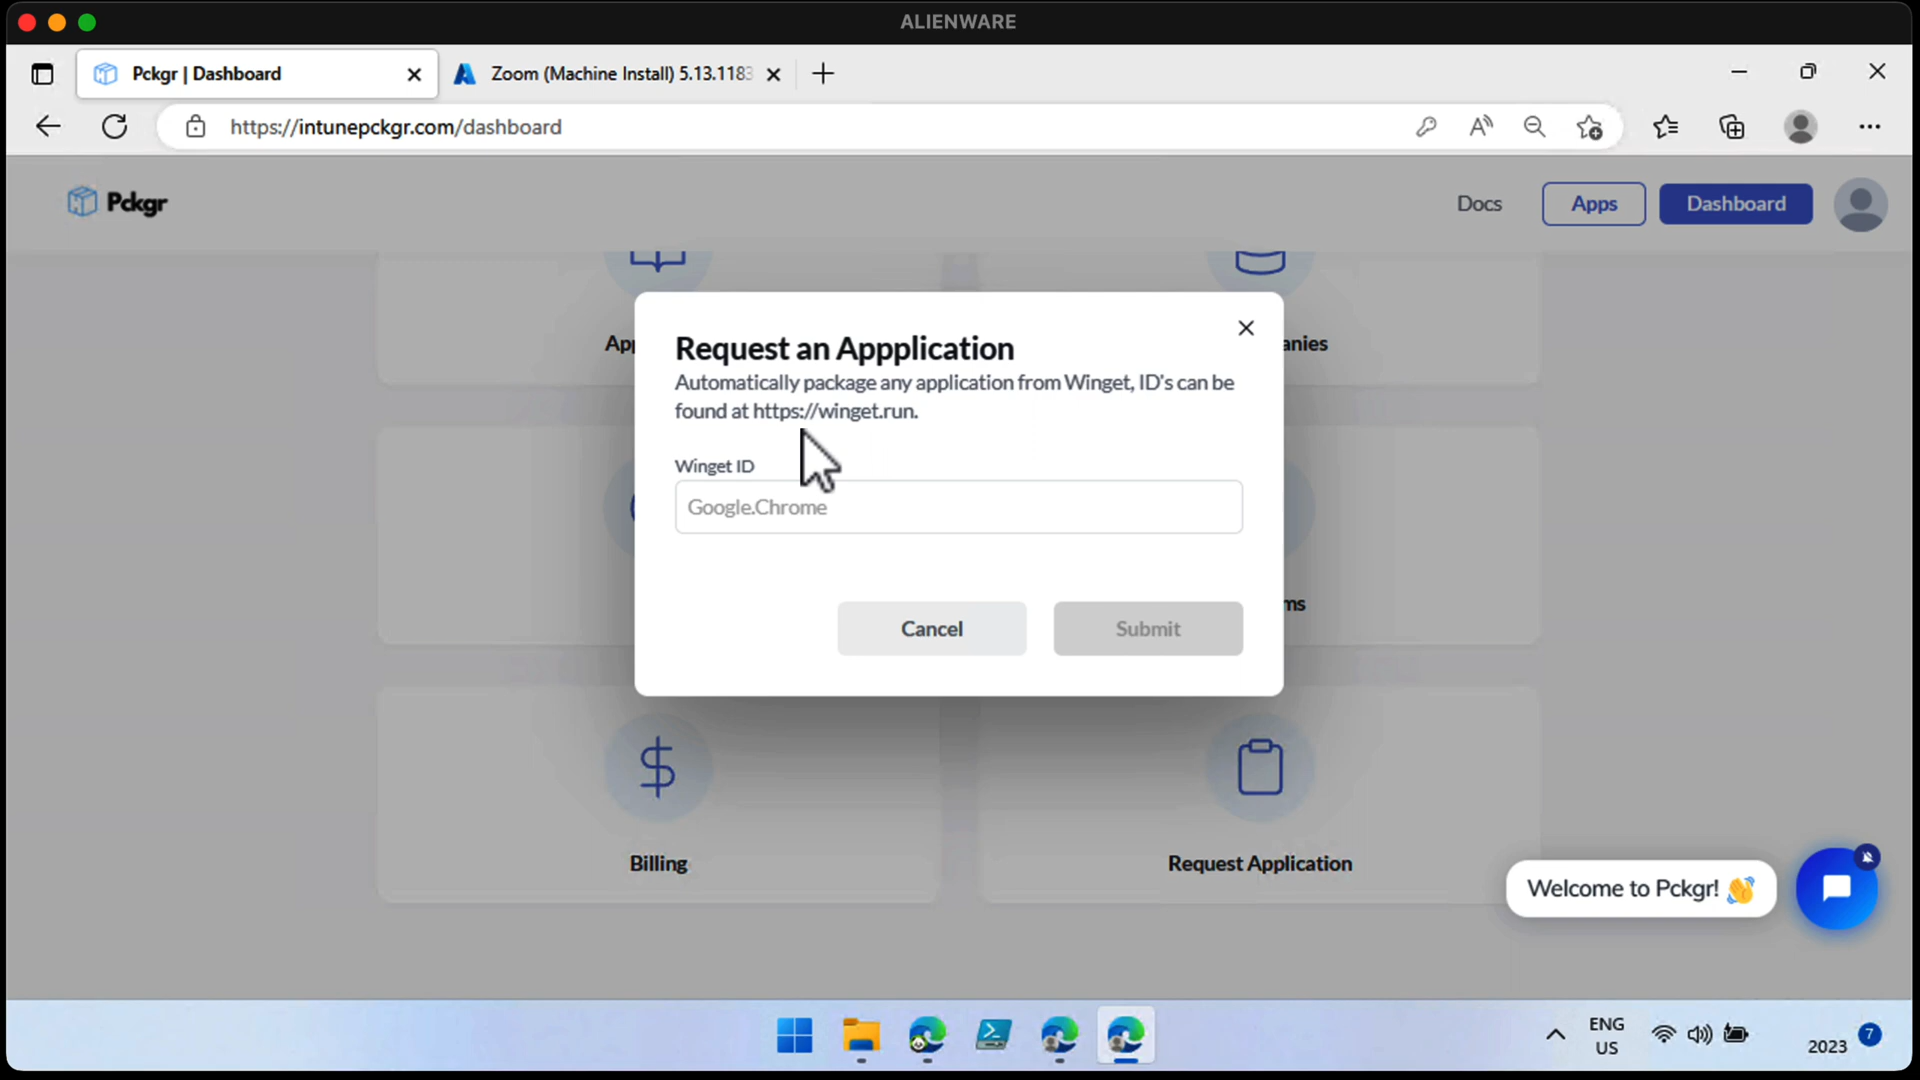 ALIENWARE
Pckgr | Dashboard
Zoom (Machine Install) 5.13.1183
https://intunepckgr.com/dashboard
Pckgr
Docs
Apps
Dashboard
App
anies
Request an Appplication
Automatically package any application from Winget, ID's can be
found at https://winget.run.
Winget ID
Google.Chrome
Cancel
Submit
ms
Billing
Request Application
Welcome to Pckgr! 👋
ENG
US
2023
7